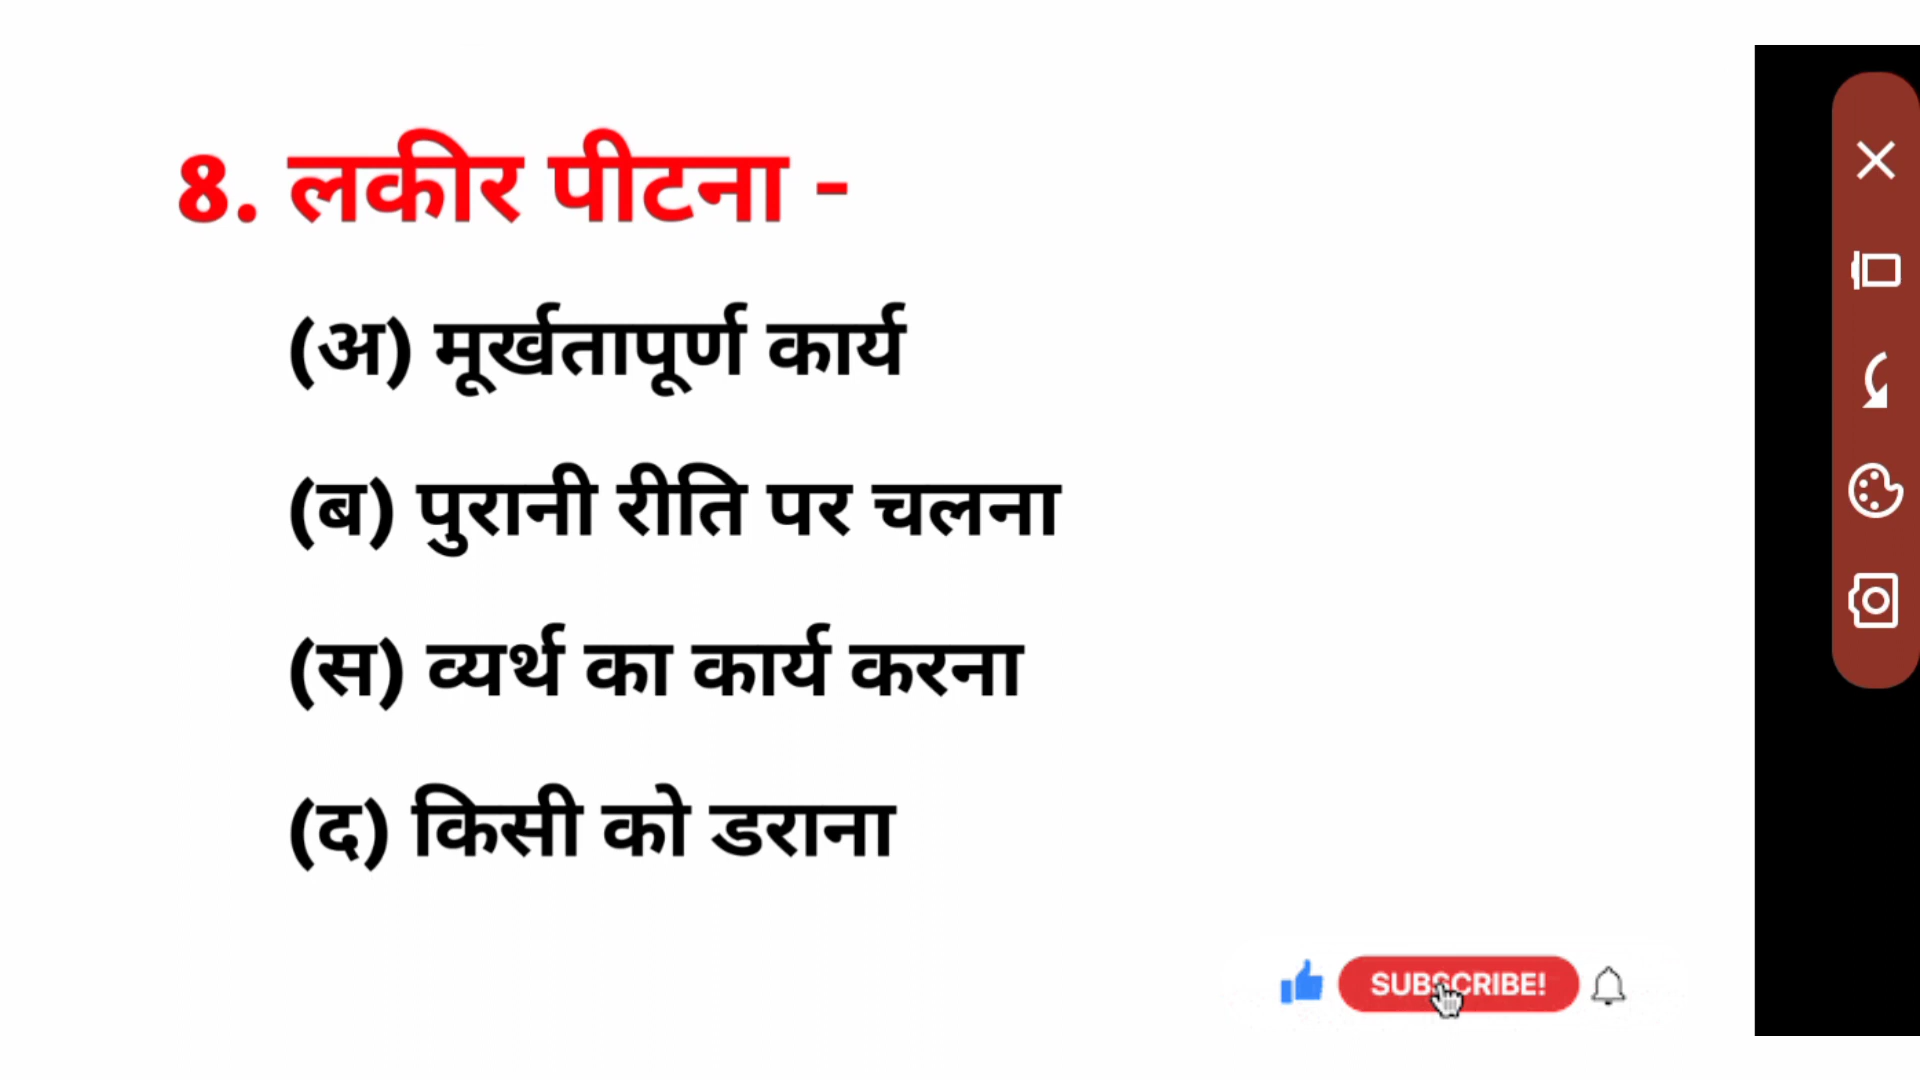 8. लकीर पीटना -
(अ) मूर्खतापूर्ण कार्य
(ब) पुरानी रीति पर चलना
(स) व्यर्थ का कार्य करना
(द) किसी को डराना
SUBSCRIBE!